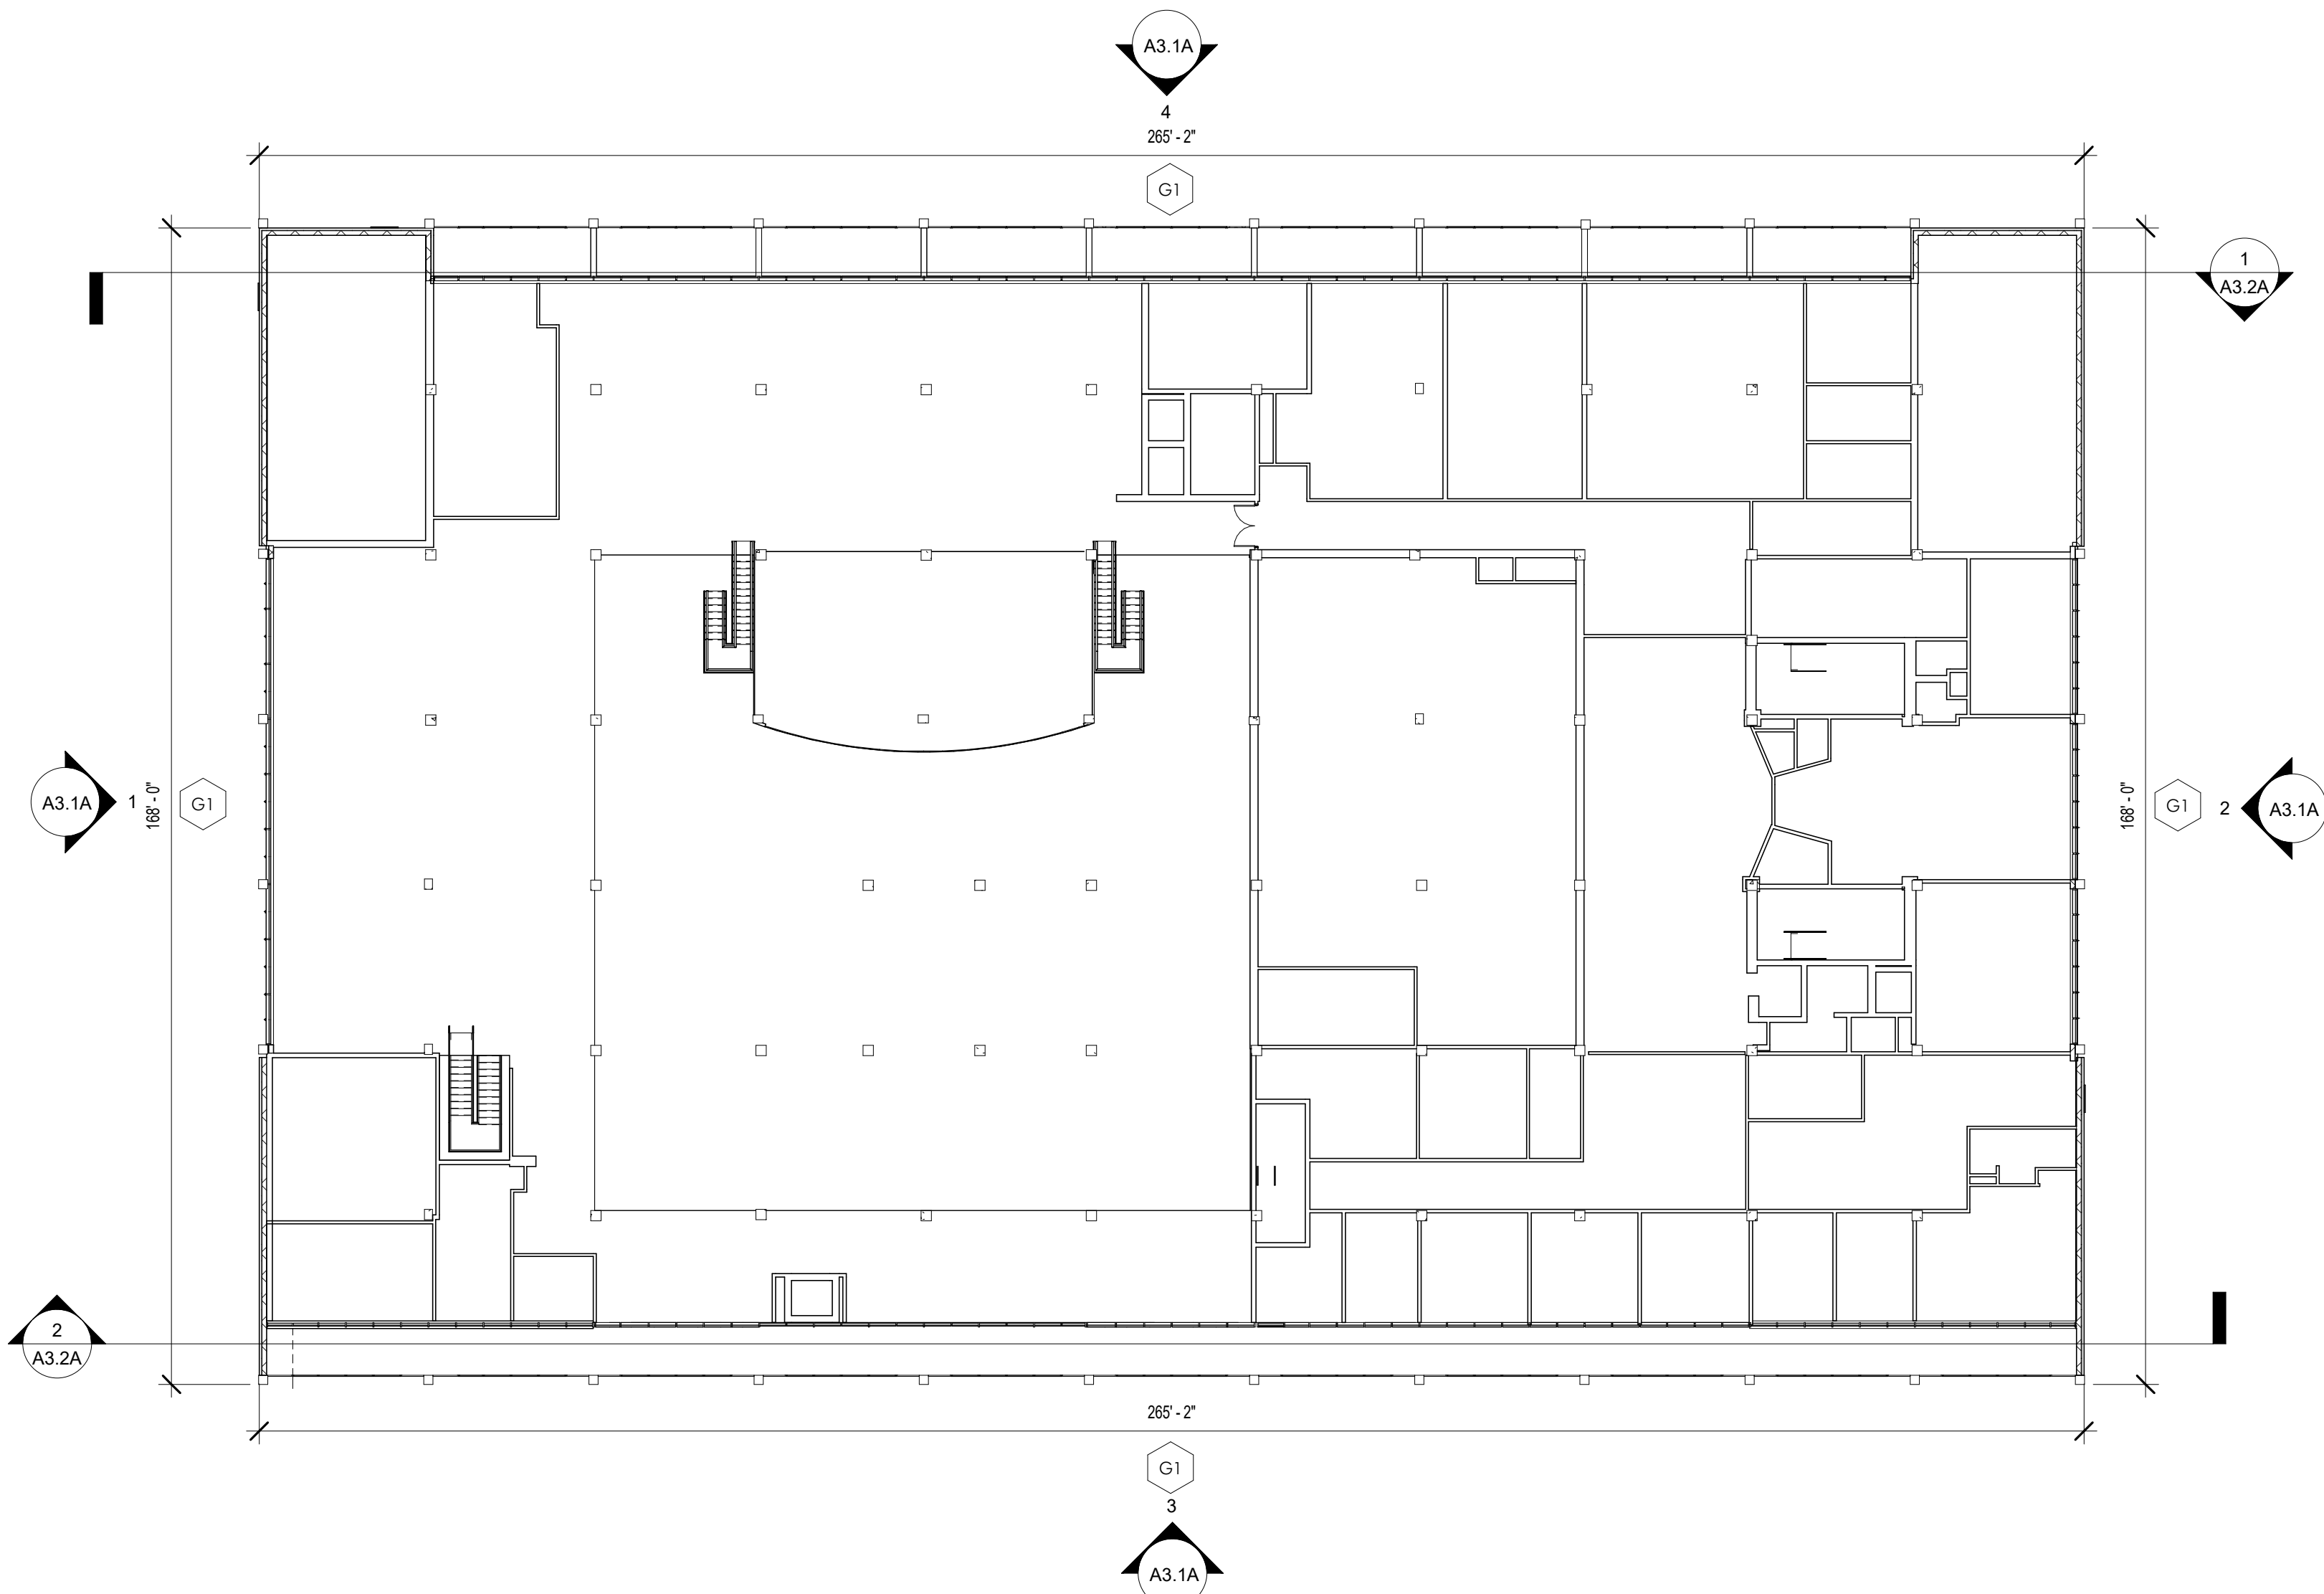 A3.1A
4
265' - 2"
G1
1
A3.2A
A3.1A
1
168' - 0"
G1
168' - 0"
G1
2
A3.1A
2
A3.2A
265' - 2"
G1
3
A3.1A